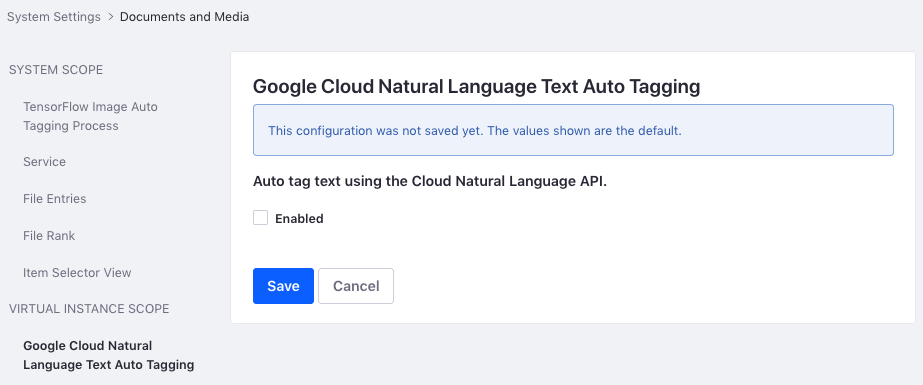 System Settings > Documents and Media
SYSTEM SCOPE
TensorFlow Image Auto
Tagging Process
Service
File Entries
File Rank
Item Selector View
VIRTUAL INSTANCE SCOPE
Google Cloud Natural
Language Text Auto Tagging
Google Cloud Natural Language Text Auto Tagging
This configuration was not saved yet. The values shown are the default.
Auto tag text using the Cloud Natural Language API.
Enabled
Save Cancel